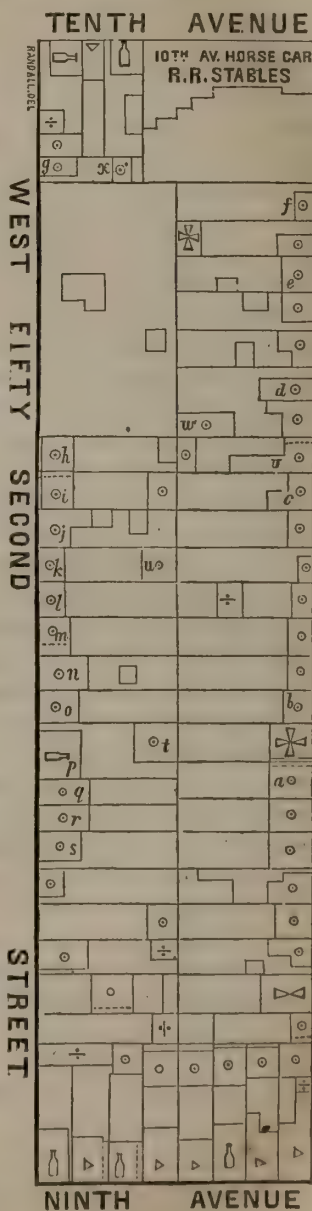 TENTH AVENUE
RANDALL.DEL
10TH AV. HORSE CAR
R.R. STABLES
g
x
f
e
d
w
h
v
i
c
j
k
u
l
m
n
o
b
t
p
a
q
r
s
WEST FIFTY SECOND STREET
NINTH AVENUE